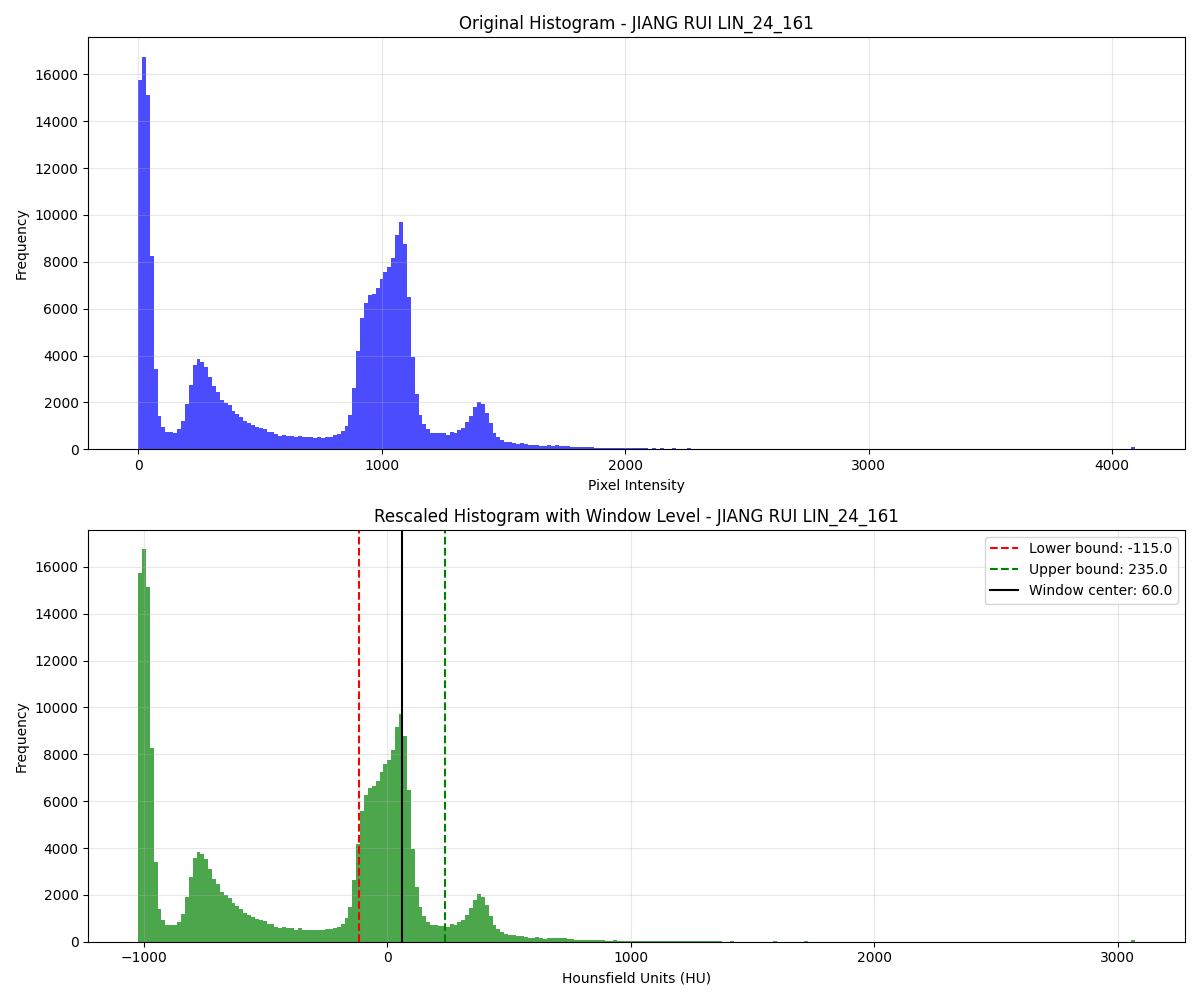 Original Histogram - JIANG RUI LIN_24_161
16000
14000
12000
10000
8000
6000
4000
2000
0
Frequency
0 1000 2000 3000 4000
Pixel Intensity
Rescaled Histogram with Window Level - JIANG RUI LIN_24_161
Lower bound: -115.0
Upper bound: 235.0
Window center: 60.0
16000
14000
12000
10000
8000
6000
4000
2000
0
Frequency
−1000 0 1000 2000 3000
Hounsfield Units (HU)